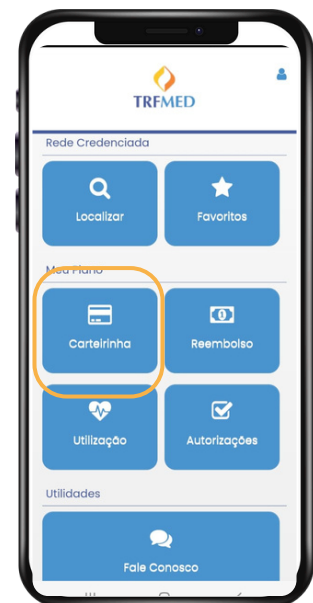 TRFMED
Rede Credenciada
Localizar
Favoritos
Meu Plano
Carteirinha
Reembolso
Utilização
Autorizações
Utilidades
Fale Conosco